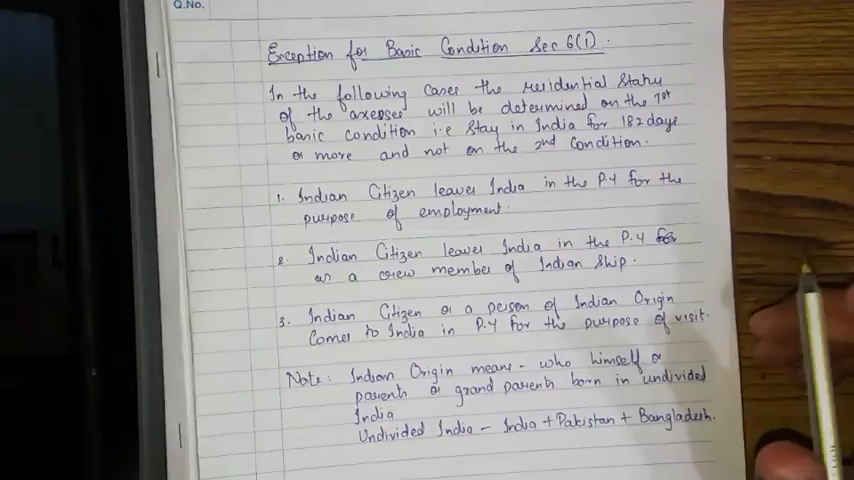 Q.No.
Exception for Basic Condition Sec 6(1).
In the following cases the residential status
of the axessee will be determined on the 1st
basic condition i.e stay in India for 182 days
or more and not on the 2nd Condition.
1. Indian Citizen leaves India in the P.Y for the
purpose of employment.
2. Indian Citizen leaves India in the P.Y for
as a crew member of Indian Ship.
3. Indian Citizen or a person of Indian Origin
Comes to India in P.Y for the purpose of visit.
Note: Indian Origin means - who himself or
parents or grand parents born in undivided
India
Undivided India - India + Pakistan + Bangladesh.